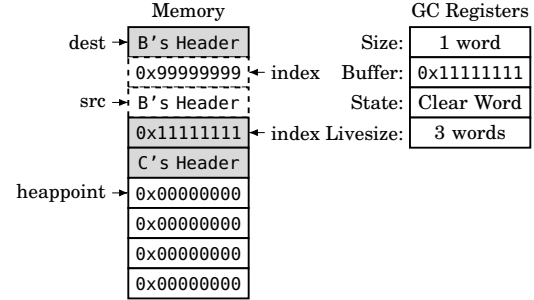 Memory GC Registers
dest B's Header Size: 1 word
0x99999999 index Buffer: 0x11111111
src B's Header State: Clear Word
0x11111111 index Livesize: 3 words
C's Header
heappoint 0x00000000
0x00000000
0x00000000
0x00000000